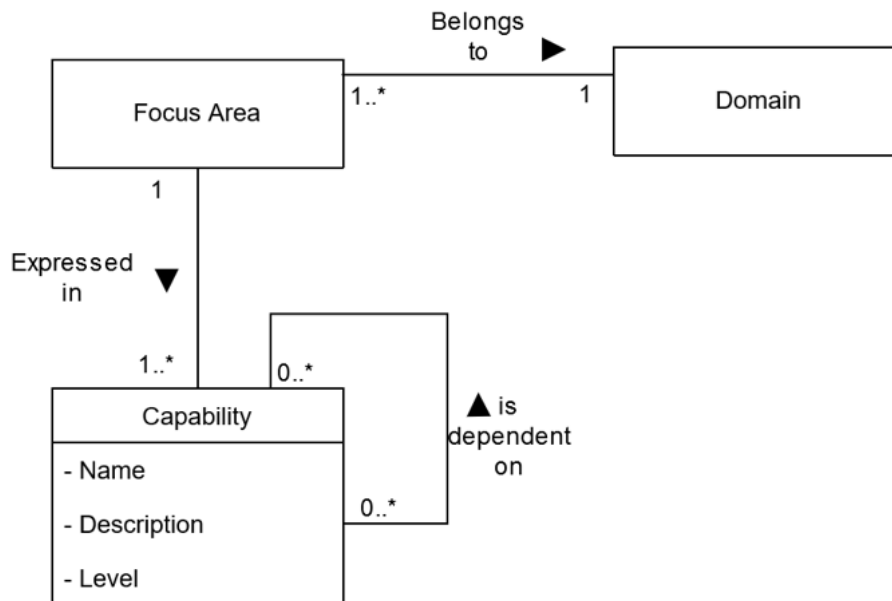 Belongs
to ▶
Focus Area
1..*
1
Domain
1
Expressed
in ▼
1..*
0..*
Capability
▲ is
dependent
on
- Name
- Description
0..*
- Level